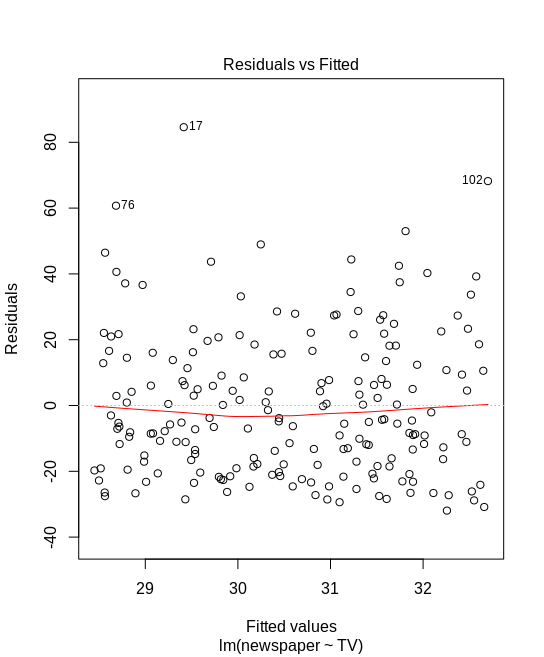 Residuals vs Fitted
17
102
76
80
60
40
20
0
-20
-40
Residuals
29 30 31 32
Fitted values
lm(newspaper ~ TV)